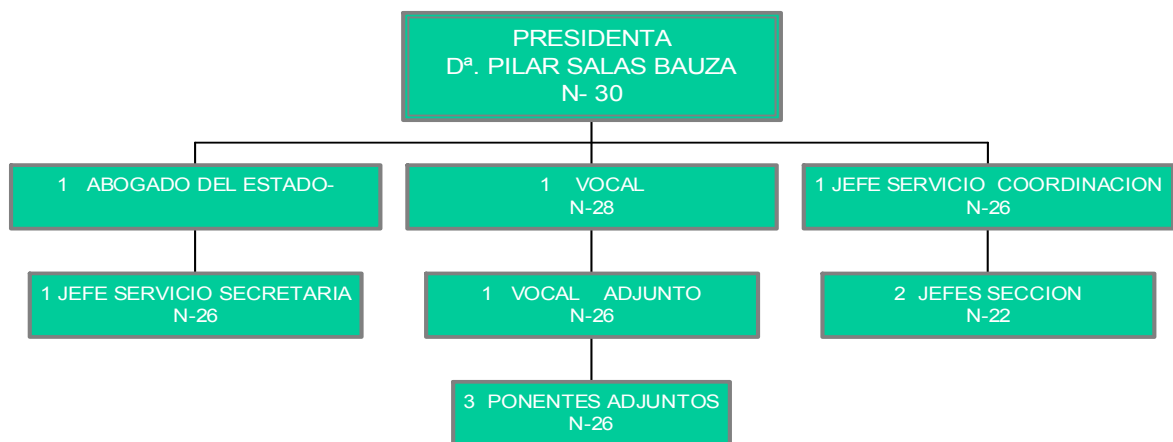 PRESIDENTA
Dª. PILAR SALAS BAUZA
N- 30
1 ABOGADO DEL ESTADO-
1 VOCAL
N-28
1 JEFE SERVICIO COORDINACION
N-26
1 JEFE SERVICIO SECRETARIA
N-26
1 VOCAL ADJUNTO
N-26
2 JEFES SECCION
N-22
3 PONENTES ADJUNTOS
N-26